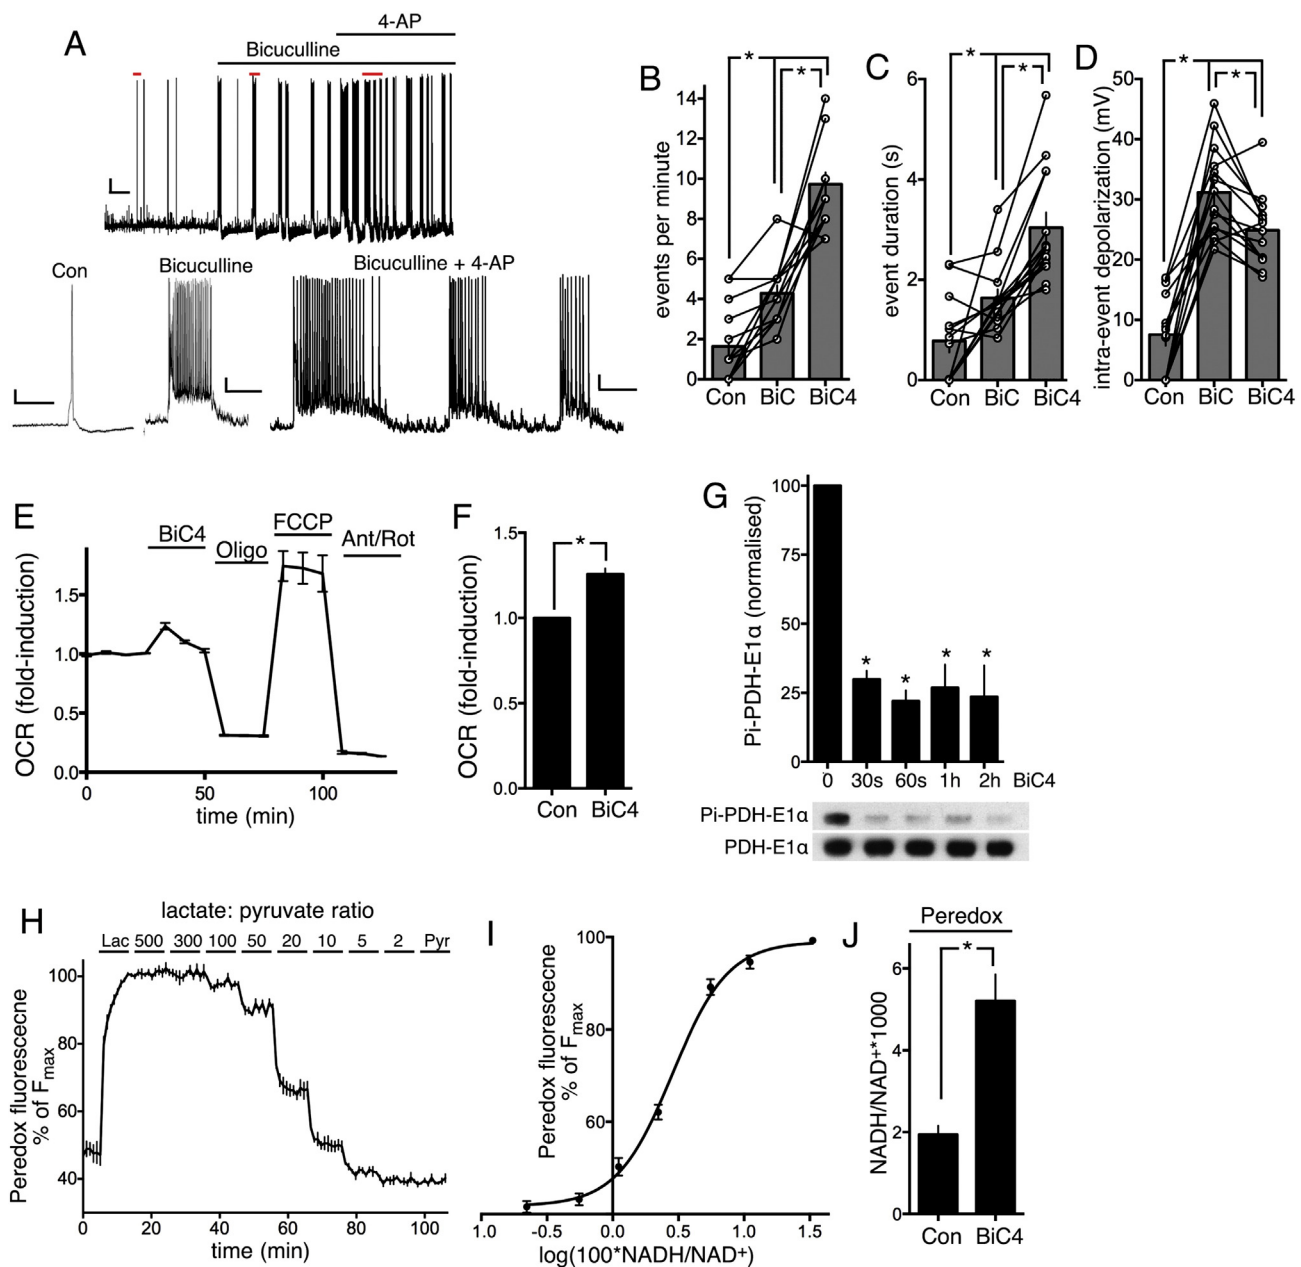 A
4-AP
Bicuculline
Con
Bicuculline
Bicuculline + 4-AP
B
events per minute
14
12
10
8
6
4
2
0
Con BiC BiC4
*
*
C
event duration (s)
6
4
2
0
Con BiC BiC4
*
*
D
intra-event depolarization (mV)
50
40
30
20
10
0
Con BiC BiC4
*
*
E
OCR (fold-induction)
BiC4
Oligo
FCCP
Ant/Rot
1.5
1.0
0.5
0.0
0 50 100
time (min)
F
OCR (fold-induction)
1.5
1.0
0.5
0.0
*
Con BiC4
G
Pi-PDH-E1α (normalised)
100
75
50
25
0
* * * *
0 30s 60s 1h 2h BiC4
Pi-PDH-E1α
PDH-E1α
H
lactate: pyruvate ratio
Lac 500 300 100 50 20 10 5 2 Pyr
Peredox fluorescecne
% of Fmax
100
80
60
40
0 20 40 60 80 100
time (min)
I
Peredox fluorescecne
% of Fmax
100
80
60
1.0 -0.5 0.0 0.5 1.0 1.5
log(100*NADH/NAD⁺)
J
Peredox
*
NADH/NAD⁺*1000
6
4
2
0
Con BiC4